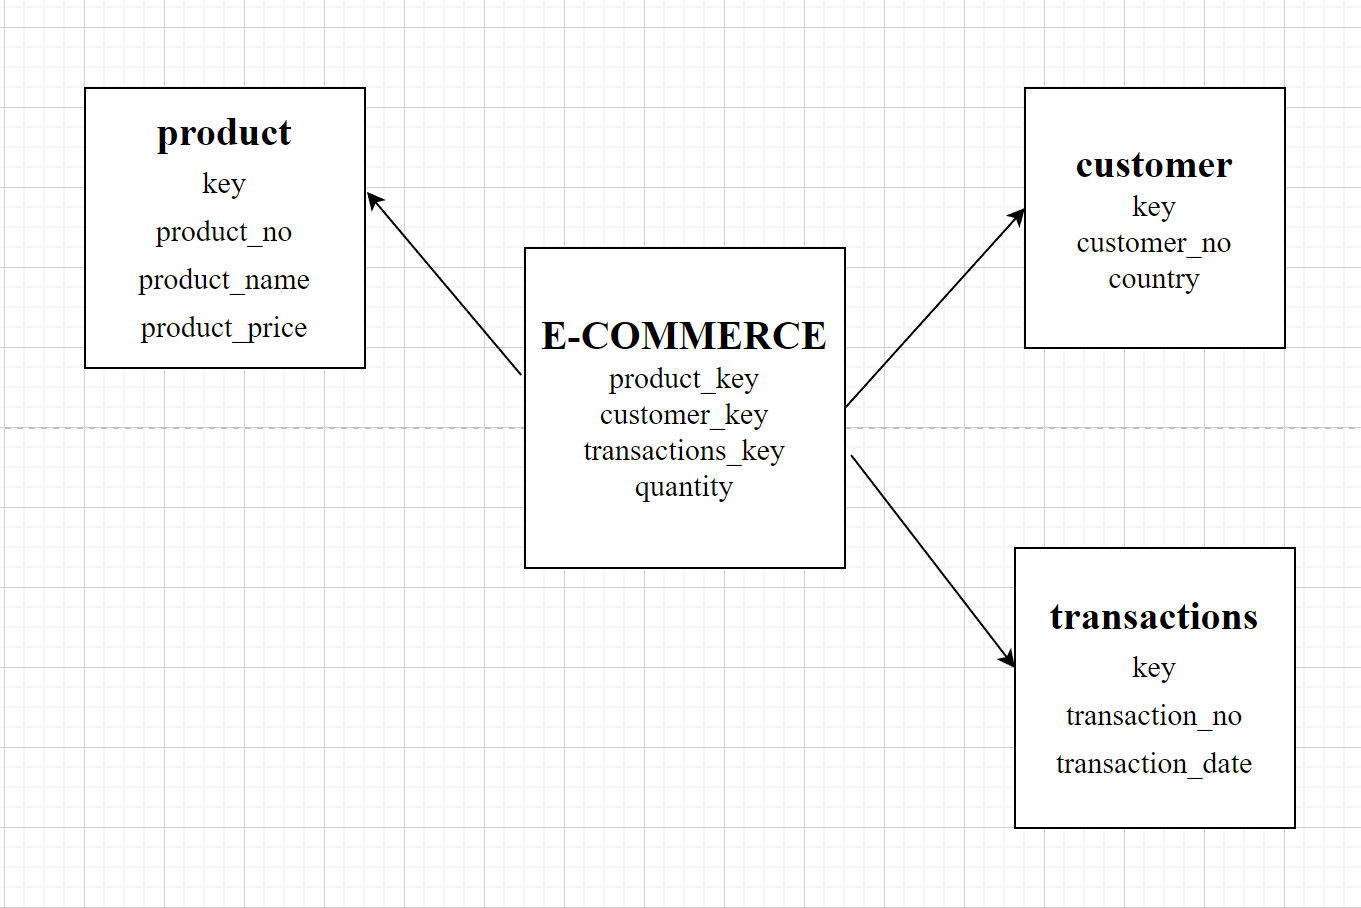 product
key
product_no
product_name
product_price
customer
key
customer_no
country
E-COMMERCE
product_key
customer_key
transactions_key
quantity
transactions
key
transaction_no
transaction_date